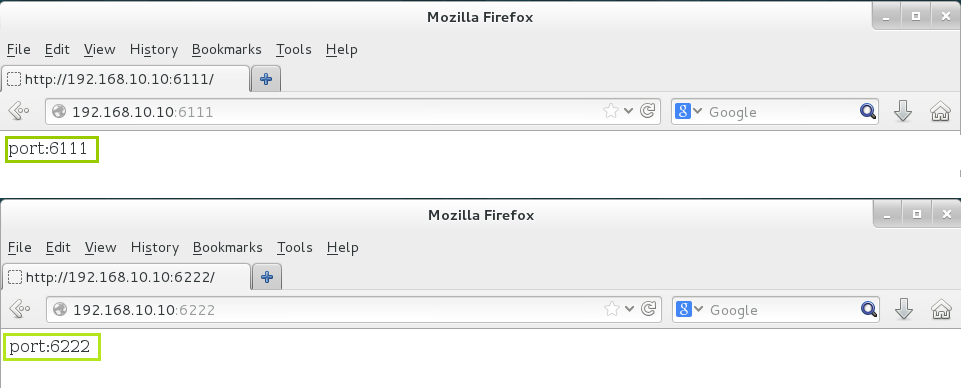 Mozilla Firefox
File Edit View History Bookmarks Tools Help
http://192.168.10.10:6111/
192.168.10.10:6111 8 Google
port:6111
Mozilla Firefox
File Edit View History Bookmarks Tools Help
http://192.168.10.10:6222/
192.168.10.10:6222 8 Google
port:6222